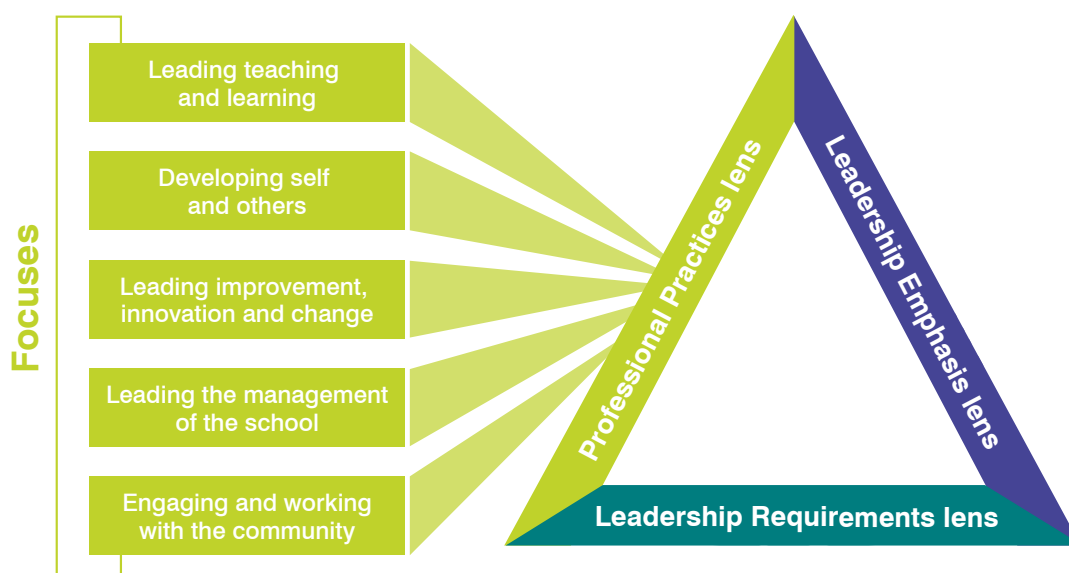 Focuses
Leading teaching
and learning
Developing self
and others
Leading improvement,
innovation and change
Leading the management
of the school
Engaging and working
with the community
Professional Practices lens
Leadership Emphasis lens
Leadership Requirements lens